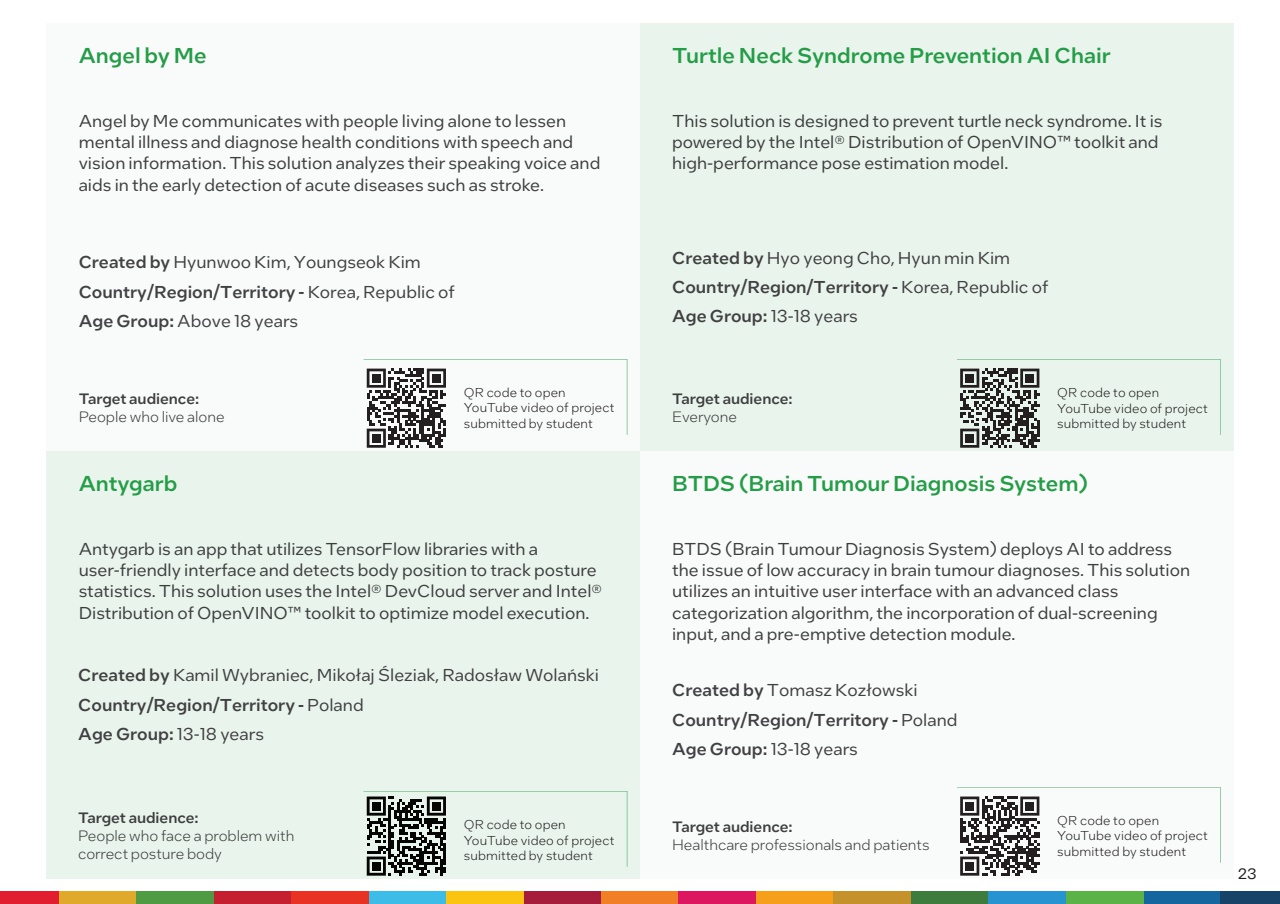 Angel by Me
Angel by Me communicates with people living alone to lessen
mental illness and diagnose health conditions with speech and
vision information. This solution analyzes their speaking voice and
aids in the early detection of acute diseases such as stroke.
Created by Hyunwoo Kim, Youngseok Kim
Country/Region/Territory - Korea, Republic of
Age Group: Above 18 years
Target audience:
People who live alone
QR code to open
YouTube video of project
submitted by student
Turtle Neck Syndrome Prevention AI Chair
This solution is designed to prevent turtle neck syndrome. It is
powered by the Intel® Distribution of OpenVINO™ toolkit and
high-performance pose estimation model.
Created by Hyo yeong Cho, Hyun min Kim
Country/Region/Territory - Korea, Republic of
Age Group: 13-18 years
Target audience:
Everyone
QR code to open
YouTube video of project
submitted by student
Antygarb
Antygarb is an app that utilizes TensorFlow libraries with a
user-friendly interface and detects body position to track posture
statistics. This solution uses the Intel® DevCloud server and Intel®
Distribution of OpenVINO™ toolkit to optimize model execution.
Created by Kamil Wybraniec, Mikołaj Śleziak, Radosław Wolański
Country/Region/Territory - Poland
Age Group: 13-18 years
Target audience:
People who face a problem with
correct posture body
QR code to open
YouTube video of project
submitted by student
BTDS (Brain Tumour Diagnosis System)
BTDS (Brain Tumour Diagnosis System) deploys AI to address
the issue of low accuracy in brain tumour diagnoses. This solution
utilizes an intuitive user interface with an advanced class
categorization algorithm, the incorporation of dual-screening
input, and a pre-emptive detection module.
Created by Tomasz Kozłowski
Country/Region/Territory - Poland
Age Group: 13-18 years
Target audience:
Healthcare professionals and patients
QR code to open
YouTube video of project
submitted by student
23